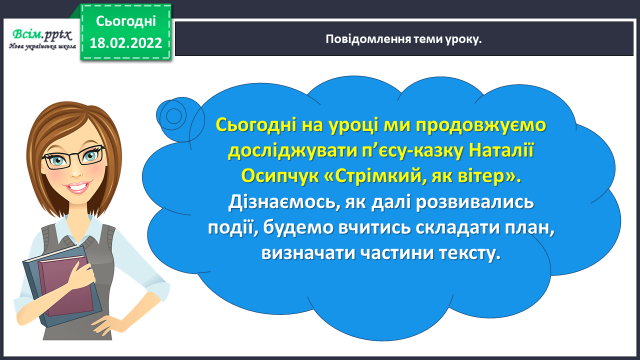 Всім.pptx
Нова українська школа
Сьогодні
18.02.2022
Повідомлення теми уроку.
Сьогодні на уроці ми продовжуємо
досліджувати п’єсу-казку Наталії
Осипчук «Стрімкий, як вітер».
Дізнаємось, як далі розвивались
події, будемо вчитись складати план,
визначати частини тексту.